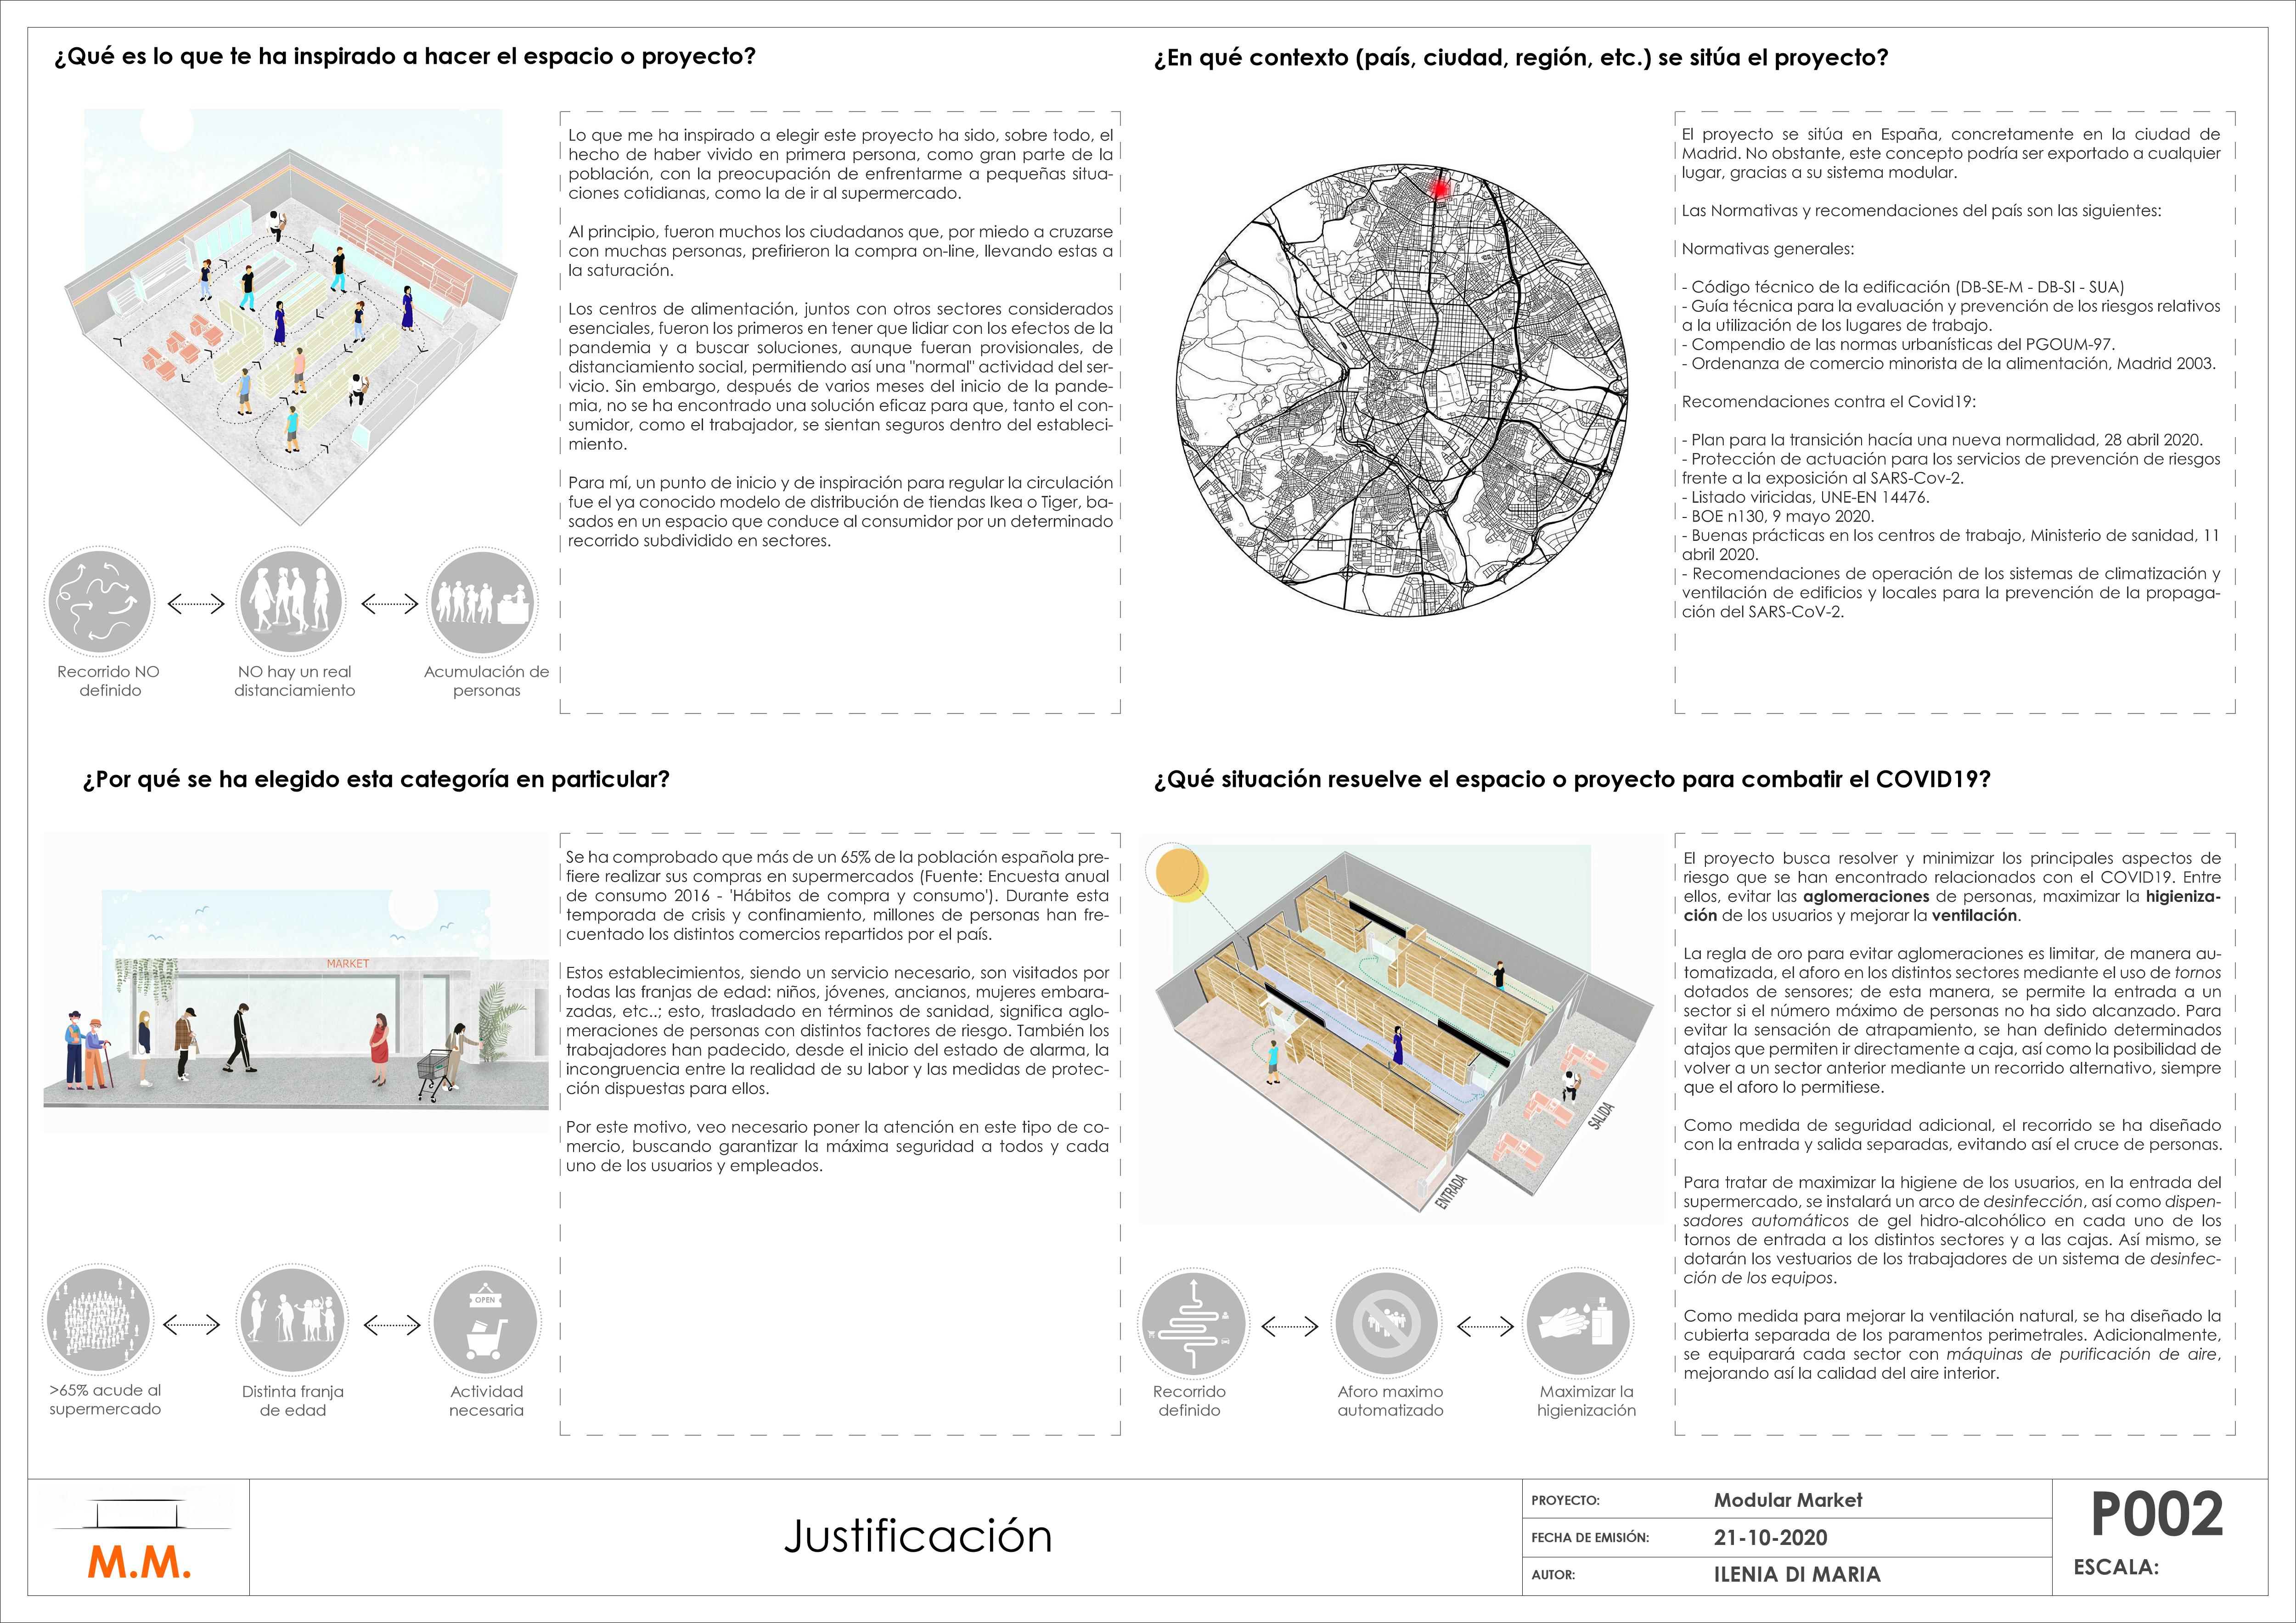 ¿Qué es lo que te ha inspirado a hacer el espacio o proyecto?
Lo que me ha inspirado a elegir este proyecto ha sido, sobre todo, el
hecho de haber vivido en primera persona, como gran parte de la
población, con la preocupación de enfrentarme a pequeñas situa-
ciones cotidianas, como la de ir al supermercado.
Al principio, fueron muchos los ciudadanos que, por miedo a cruzarse
con muchas personas, prefirieron la compra on-line, llevando estas a
la saturación.
Los centros de alimentación, juntos con otros sectores considerados
esenciales, fueron los primeros en tener que lidiar con los efectos de la
pandemia y a buscar soluciones, aunque fueran provisionales, de
distanciamiento social, permitiendo así una "normal" actividad del ser-
vicio. Sin embargo, después de varios meses del inicio de la pande-
mia, no se ha encontrado una solución eficaz para que, tanto el con-
sumidor, como el trabajador, se sientan seguros dentro del estableci-
miento.
Para mí, un punto de inicio y de inspiración para regular la circulación
fue el ya conocido modelo de distribución de tiendas Ikea o Tiger, ba-
sados en un espacio que conduce al consumidor por un determinado
recorrido subdividido en sectores.
Recorrido NO
definido
NO hay un real
distanciamiento
Acumulación de
personas
¿En qué contexto (país, ciudad, región, etc.) se sitúa el proyecto?
El proyecto se sitúa en España, concretamente en la ciudad de
Madrid. No obstante, este concepto podría ser exportado a cualquier
lugar, gracias a su sistema modular.
Las Normativas y recomendaciones del país son las siguientes:
Normativas generales:
- Código técnico de la edificación (DB-SE-M - DB-SI - SUA)
- Guía técnica para la evaluación y prevención de los riesgos relativos
a la utilización de los lugares de trabajo.
- Compendio de las normas urbanísticas del PGOUM-97.
- Ordenanza de comercio minorista de la alimentación, Madrid 2003.
Recomendaciones contra el Covid19:
- Plan para la transición hacía una nueva normalidad, 28 abril 2020.
- Protección de actuación para los servicios de prevención de riesgos
frente a la exposición al SARS-Cov-2.
- Listado viricidas, UNE-EN 14476.
- BOE n130, 9 mayo 2020.
- Buenas prácticas en los centros de trabajo, Ministerio de sanidad, 11
abril 2020.
- Recomendaciones de operación de los sistemas de climatización y
ventilación de edificios y locales para la prevención de la propaga-
ción del SARS-CoV-2.
¿Por qué se ha elegido esta categoría en particular?
MARKET
Se ha comprobado que más de un 65% de la población española pre-
fiere realizar sus compras en supermercados (Fuente: Encuesta anual
de consumo 2016 - 'Hábitos de compra y consumo'). Durante esta
temporada de crisis y confinamiento, millones de personas han fre-
cuentado los distintos comercios repartidos por el país.
Estos establecimientos, siendo un servicio necesario, son visitados por
todas las franjas de edad: niños, jóvenes, ancianos, mujeres embara-
zadas, etc..; esto, trasladado en términos de sanidad, significa aglo-
meraciones de personas con distintos factores de riesgo. También los
trabajadores han padecido, desde el inicio del estado de alarma, la
incongruencia entre la realidad de su labor y las medidas de protec-
ción dispuestas para ellos.
Por este motivo, veo necesario poner la atención en este tipo de co-
mercio, buscando garantizar la máxima seguridad a todos y cada
uno de los usuarios y empleados.
OPEN
>65% acude al
supermercado
Distinta franja
de edad
Actividad
necesaria
¿Qué situación resuelve el espacio o proyecto para combatir el COVID19?
ENTRADA
SALIDA
El proyecto busca resolver y minimizar los principales aspectos de
riesgo que se han encontrado relacionados con el COVID19. Entre
ellos, evitar las aglomeraciones de personas, maximizar la higieniza-
ción de los usuarios y mejorar la ventilación.
La regla de oro para evitar aglomeraciones es limitar, de manera au-
tomatizada, el aforo en los distintos sectores mediante el uso de tornos
dotados de sensores; de esta manera, se permite la entrada a un
sector si el número máximo de personas no ha sido alcanzado. Para
evitar la sensación de atrapamiento, se han definido determinados
atajos que permiten ir directamente a caja, así como la posibilidad de
volver a un sector anterior mediante un recorrido alternativo, siempre
que el aforo lo permitiese.
Como medida de seguridad adicional, el recorrido se ha diseñado
con la entrada y salida separadas, evitando así el cruce de personas.
Para tratar de maximizar la higiene de los usuarios, en la entrada del
supermercado, se instalará un arco de desinfección, así como dispen-
sadores automáticos de gel hidro-alcohólico en cada uno de los
tornos de entrada a los distintos sectores y a las cajas. Así mismo, se
dotarán los vestuarios de los trabajadores de un sistema de desinfec-
ción de los equipos.
Como medida para mejorar la ventilación natural, se ha diseñado la
cubierta separada de los paramentos perimetrales. Adicionalmente,
se equipará cada sector con máquinas de purificación de aire,
mejorando así la calidad del aire interior.
Recorrido
definido
Aforo maximo
automatizado
Maximizar la
higienización
M.M.
Justificación
PROYECTO: Modular Market
FECHA DE EMISIÓN: 21-10-2020
AUTOR: ILENIA DI MARIA
P002
ESCALA: